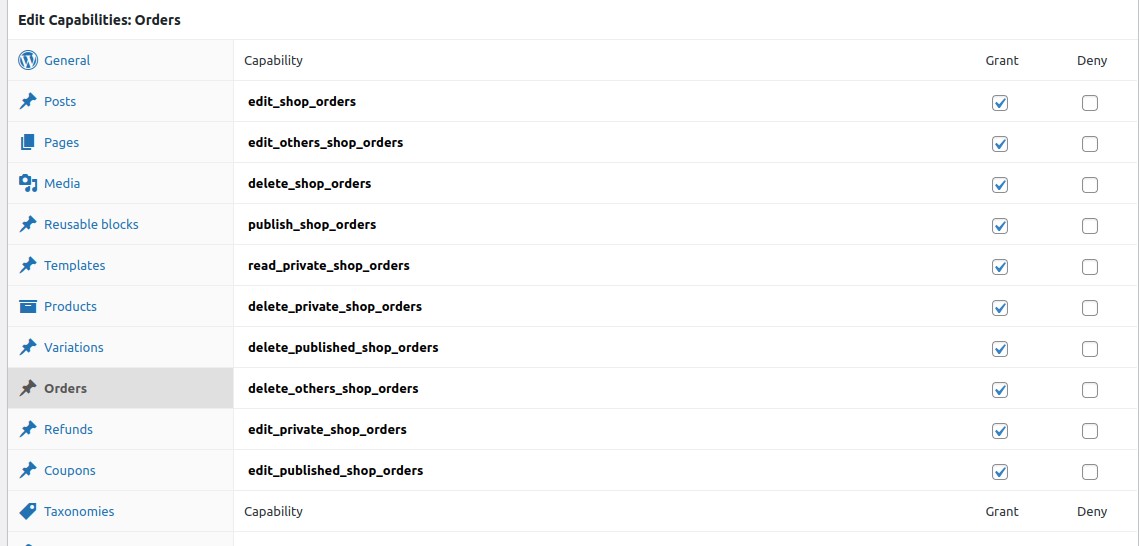 Edit Capabilities: Orders
General
Capability
Grant
Deny
Posts
edit_shop_orders
Pages
edit_others_shop_orders
Media
delete_shop_orders
Reusable blocks
publish_shop_orders
Templates
read_private_shop_orders
Products
delete_private_shop_orders
Variations
delete_published_shop_orders
Orders
delete_others_shop_orders
Refunds
edit_private_shop_orders
Coupons
edit_published_shop_orders
Taxonomies
Capability
Grant
Deny